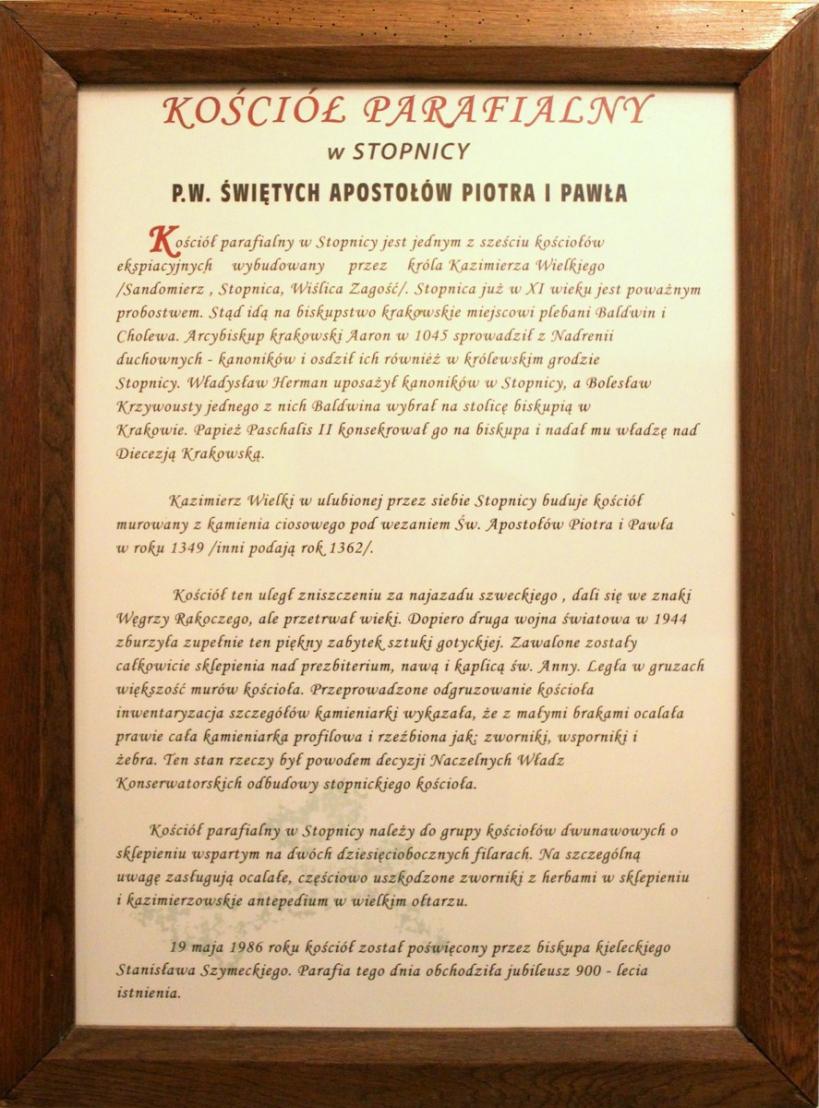 KOŚCIÓŁ PARAFIALNY
w STOPNICY
P.W. ŚWIĘTYCH APOSTOŁÓW PIOTRA I PAWŁA
Kościół parafialny w Stopnicy jest jednym z sześciu kościołów
ekspiacyjnych wybudowany przez króla Kazimierza Wielkiego
/Sandomierz , Stopnica, Wiślica Zagość/. Stopnica już w XI wieku jest poważnym
probostwem. Stąd idą na biskupstwo krakowskie miejscowi plebani Baldwin i
Cholewa. Arcybiskup krakowski Aaron w 1045 sprowadził z Nadrenii
duchownych - kanoników i osdził ich również w królewskim grodzie
Stopnicy. Władysław Herman uposażył kanoników w Stopnicy, a Bolesław
Krzywousty jednego z nich Baldwina wybrał na stolicę biskupią w
Krakowie. Papież Paschalis II konsekrował go na biskupa i nadał mu władzę nad
Diecezją Krakowską.
Kazimierz Wielki w ulubionej przez siebie Stopnicy buduje kościół
murowany z kamienia ciosowego pod wezaniem Św. Apostołów Piotra i Pawła
w roku 1349 /inni podają rok 1362/.
Kościół ten uległ zniszczeniu za najazadu szweckiego , dali się we znaki
Węgrzy Rakoczego, ale przetrwał wieki. Dopiero druga wojna światowa w 1944
zburzyła zupełnie ten piękny zabytek sztuki gotyckiej. Zawalone zostały
całkowicie sklepienia nad prezbiterium, nawą i kaplicą św. Anny. Legła w gruzach
większość murów kościoła. Przeprowadzone odgruzowanie kościoła
inwentaryzacja szczegółów kamieniarki wykazała, że z małymi brakami ocalała
prawie cała kamieniarka profilowa i rzeźbiona jak: zworniki, wsporniki i
żebra. Ten stan rzeczy był powodem decyzji Naczelnych Władz
Konserwatorskich odbudowy stopnickiego kościoła.
Kościół parafialny w Stopnicy należy do grupy kościołów dwunawowych o
sklepieniu wspartym na dwóch dziesięciobocznych filarach. Na szczególną
uwagę zasługują ocalałe, częściowo uszkodzone zworniki z herbami w sklepieniu
i kazimierzowskie antepedium w wielkim ołtarzu.
19 maja 1986 roku kościół został poświęcony przez biskupa kieleckiego
Stanisława Szymeckiego. Parafia tego dnia obchodziła jubileusz 900 - lecia
istnienia.